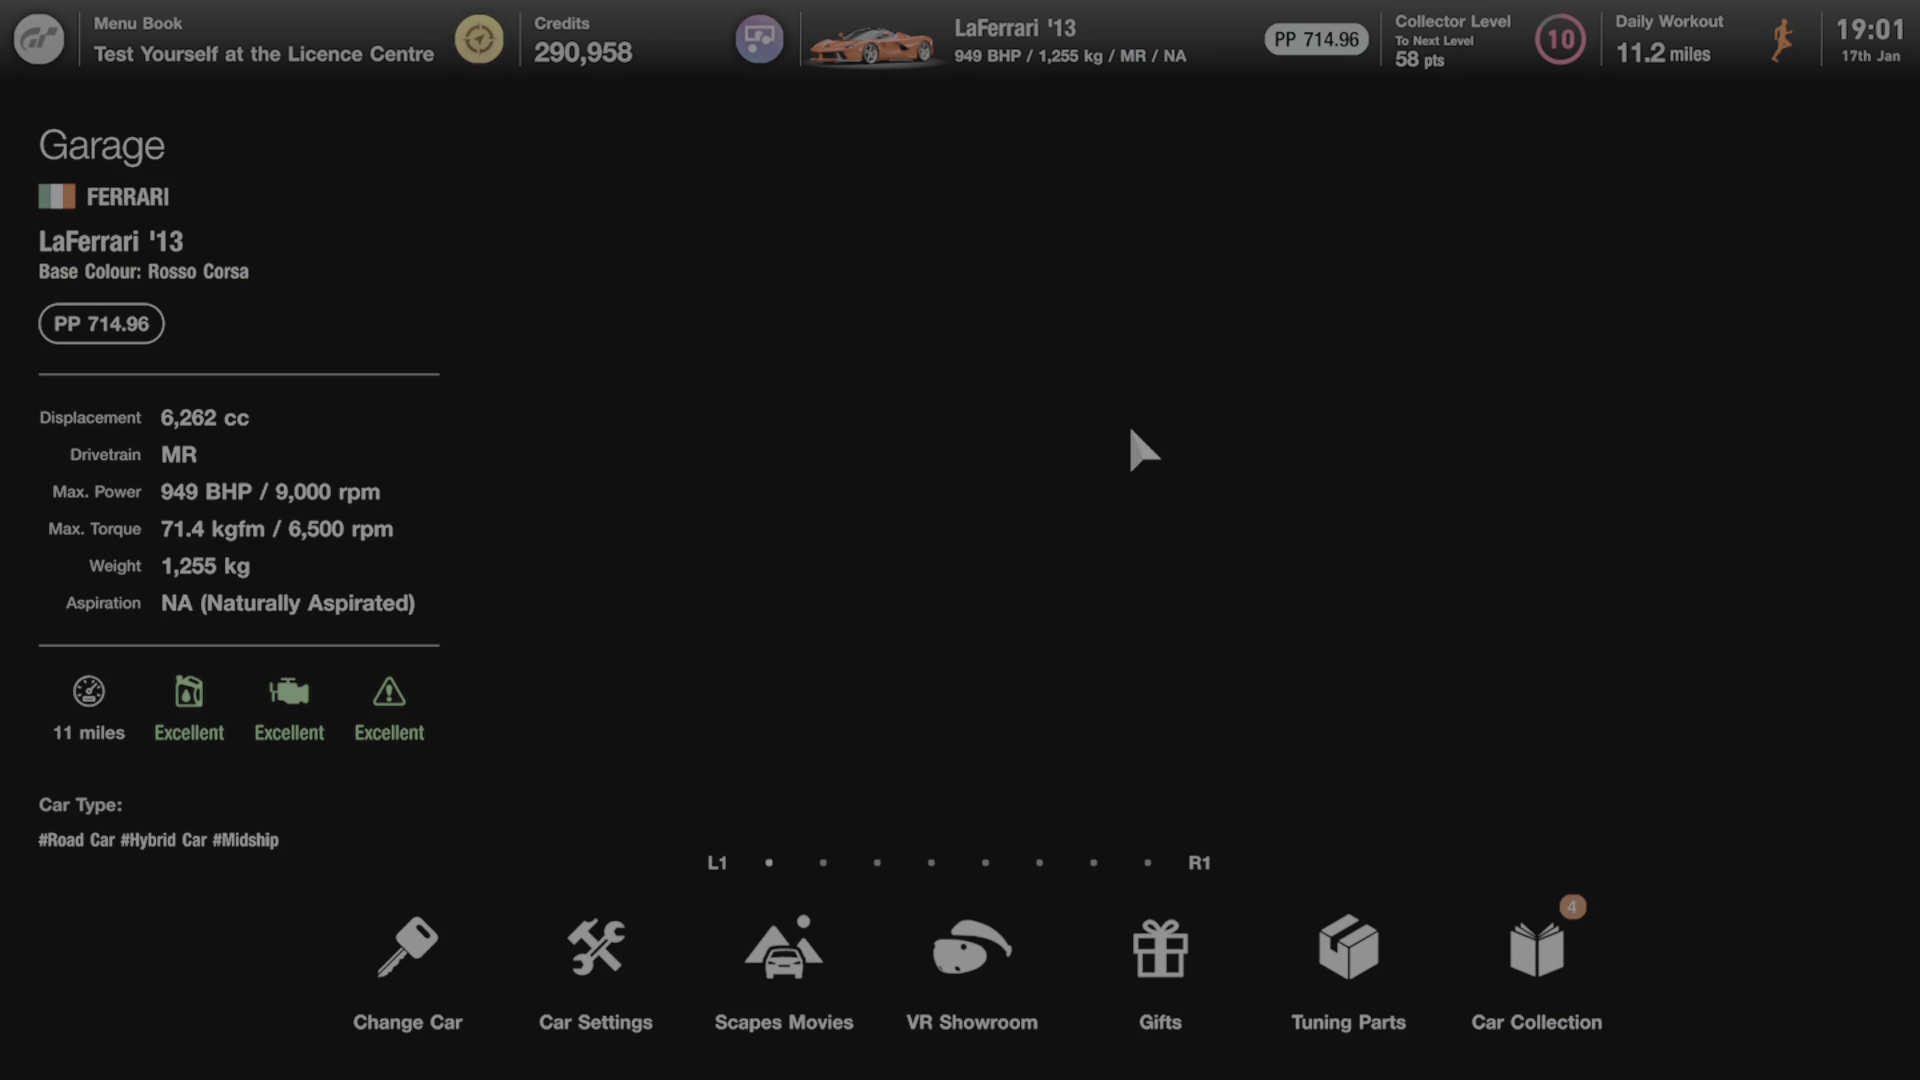 Menu Book
Test Yourself at the Licence Centre
Credits
290,958
LaFerrari '13
949 BHP / 1,255 kg / MR / NA
PP 714.96
Collector Level
To Next Level
58 pts
10
Daily Workout
11.2 miles
19:01
17th Jan
Garage
FERRARI
LaFerrari '13
Base Colour: Rosso Corsa
PP 714.96
Displacement 6,262 cc
Drivetrain MR
Max. Power 949 BHP / 9,000 rpm
Max. Torque 71.4 kgfm / 6,500 rpm
Weight 1,255 kg
Aspiration NA (Naturally Aspirated)
11 miles Excellent Excellent Excellent
Car Type:
#Road Car #Hybrid Car #Midship
L1 R1
4
Change Car Car Settings Scapes Movies VR Showroom Gifts Tuning Parts Car Collection